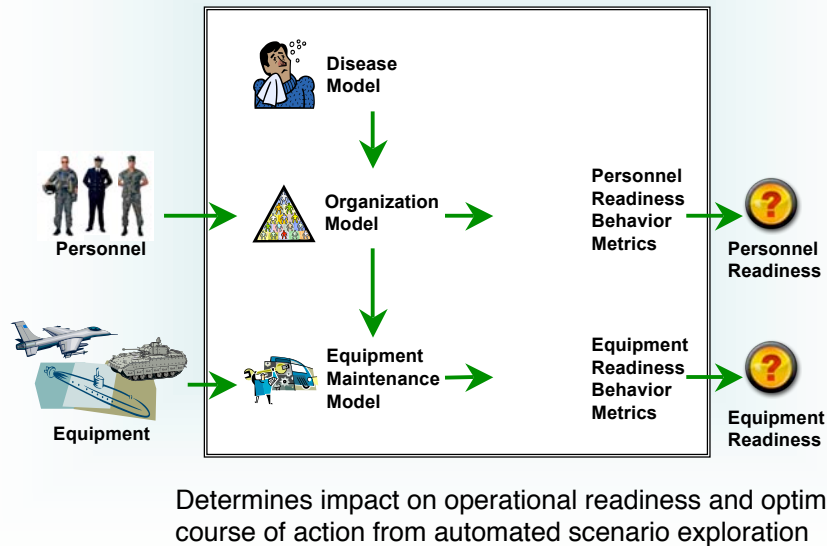 Disease
Model
Personnel
Organization
Model
Personnel
Readiness
Behavior
Metrics
Personnel
Readiness
Equipment
Equipment
Maintenance
Model
Equipment
Readiness
Behavior
Metrics
Equipment
Readiness
Determines impact on operational readiness and optim
course of action from automated scenario exploration